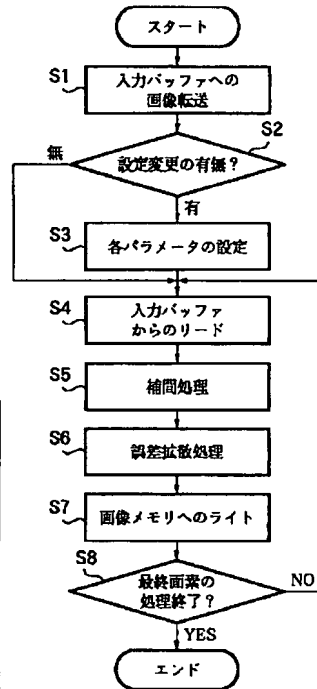 スタート
S1
入力バッファへの
画像転送
S2
設定変更の有無?
無
有
S3
各パラメータの設定
S4
入力バッファ
からのリード
S5
補間処理
S6
誤差拡散処理
S7
画像メモリへのライト
S8
最終画素の
処理終了?
NO
YES
エンド